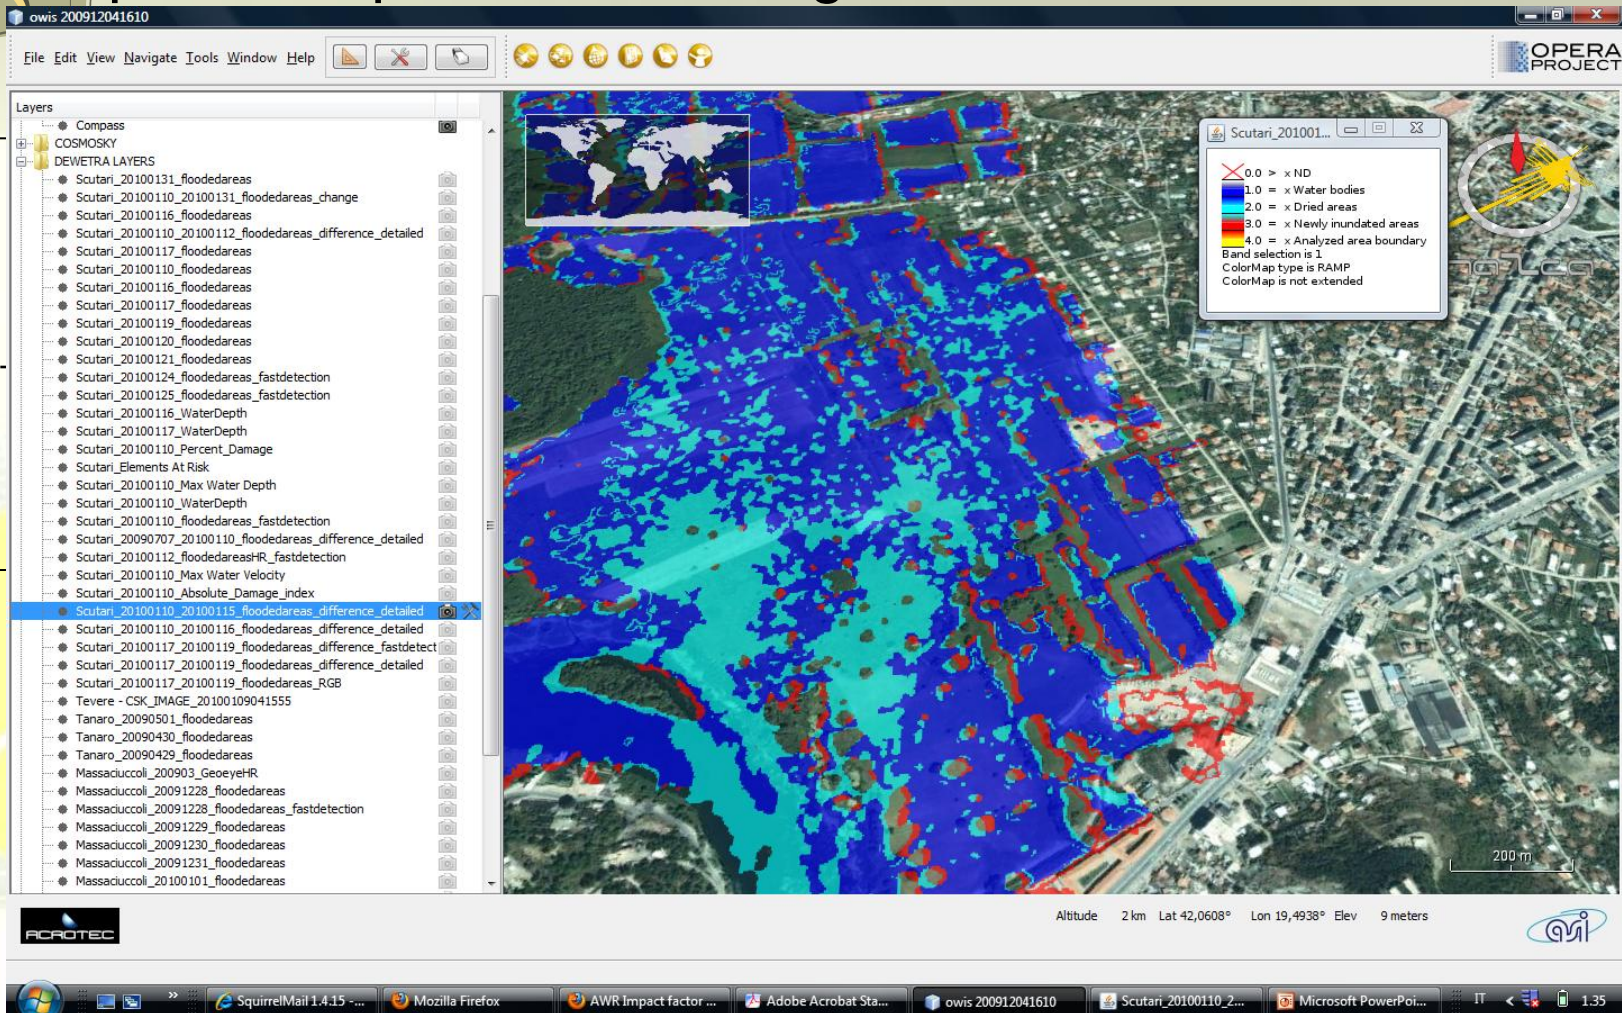 owis 200912041610
File Edit View Navigate Tools Window Help
OPERA
PROJECT
Layers
Compass
COSMOSKY
DEWETRA LAYERS
Scutari_20100131_floodedareas
Scutari_20100110_20100131_floodedareas_change
Scutari_20100116_floodedareas
Scutari_20100110_20100112_floodedareas_difference_detailed
Scutari_20100117_floodedareas
Scutari_20100110_floodedareas
Scutari_20100116_floodedareas
Scutari_20100117_floodedareas
Scutari_20100119_floodedareas
Scutari_20100120_floodedareas
Scutari_20100121_floodedareas
Scutari_20100124_floodedareas_fastdetection
Scutari_20100125_floodedareas_fastdetection
Scutari_20100116_WaterDepth
Scutari_20100117_WaterDepth
Scutari_20100110_Percent_Damage
Scutari_Elements At Risk
Scutari_20100110_Max Water Depth
Scutari_20100110_WaterDepth
Scutari_20100110_floodedareas_fastdetection
Scutari_20090707_20100110_floodedareas_difference_detailed
Scutari_20100112_floodedareasHR_fastdetection
Scutari_20100110_Max Water Velocity
Scutari_20100110_Absolute_Damage_index
Scutari_20100110_20100115_floodedareas_difference_detailed
Scutari_20100110_20100116_floodedareas_difference_detailed
Scutari_20100117_20100119_floodedareas_difference_fastdetect
Scutari_20100117_20100119_floodedareas_difference_detailed
Scutari_20100117_20100119_floodedareas_RGB
Tevere - CSK_IMAGE_20100109041555
Tanaro_20090501_floodedareas
Tanaro_20090430_floodedareas
Tanaro_20090429_floodedareas
Massaciuccoli_200903_GeoeyeHR
Massaciuccoli_20091228_floodedareas
Massaciuccoli_20091228_floodedareas_fastdetection
Massaciuccoli_20091229_floodedareas
Massaciuccoli_20091230_floodedareas
Massaciuccoli_20091231_floodedareas
Massaciuccoli_20100101_floodedareas
Scutari_201001...
0.0 > x ND
1.0 = x Water bodies
2.0 = x Dried areas
3.0 = x Newly inundated areas
4.0 = x Analyzed area boundary
Band selection is 1
ColorMap type is RAMP
ColorMap is not extended
200 m
ACROTEC
Altitude 2 km Lat 42,0608° Lon 19,4938° Elev 9 meters
asi
SquirrelMail 1.4.15 -... Mozilla Firefox AWR Impact factor ... Adobe Acrobat Sta... owis 200912041610 Scutari_20100110_2... Microsoft PowerPoi... IT 1.35